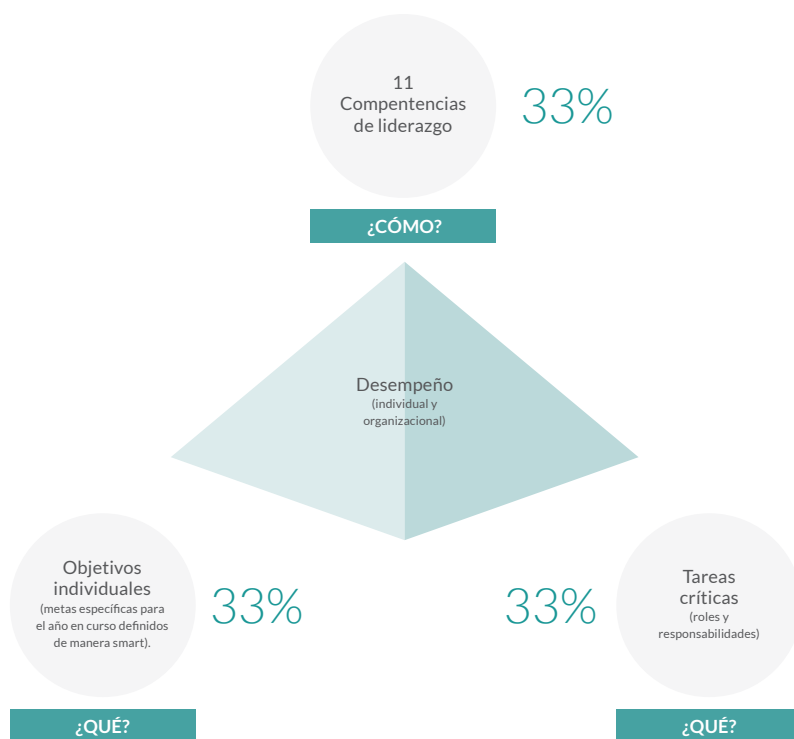 11
Compentencias
de liderazgo
33%
¿CÓMO?
Desempeño
(individual y
organizacional)
Objetivos
individuales
(metas específicas para
el año en curso definidos
de manera smart).
33%
¿QUÉ?
33%
Tareas
críticas
(roles y
responsabilidades)
¿QUÉ?